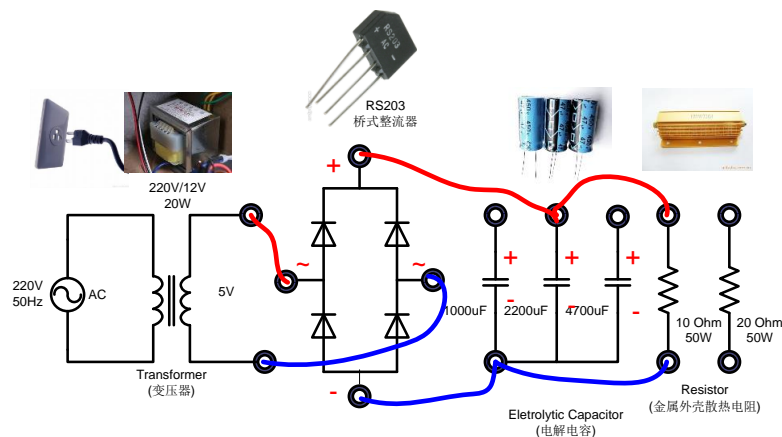 RS203
+ AC -
RS203
桥式整流器
220V/12V
20W
+
~
~
220V
50Hz
AC
5V
+
+
+
-
-
-
1000uF
2200uF
4700uF
10 Ohm
50W
20 Ohm
50W
-
Transformer
(变压器)
Eletrolytic Capacitor
(电解电容)
Resistor
(金属外壳散热电阻)